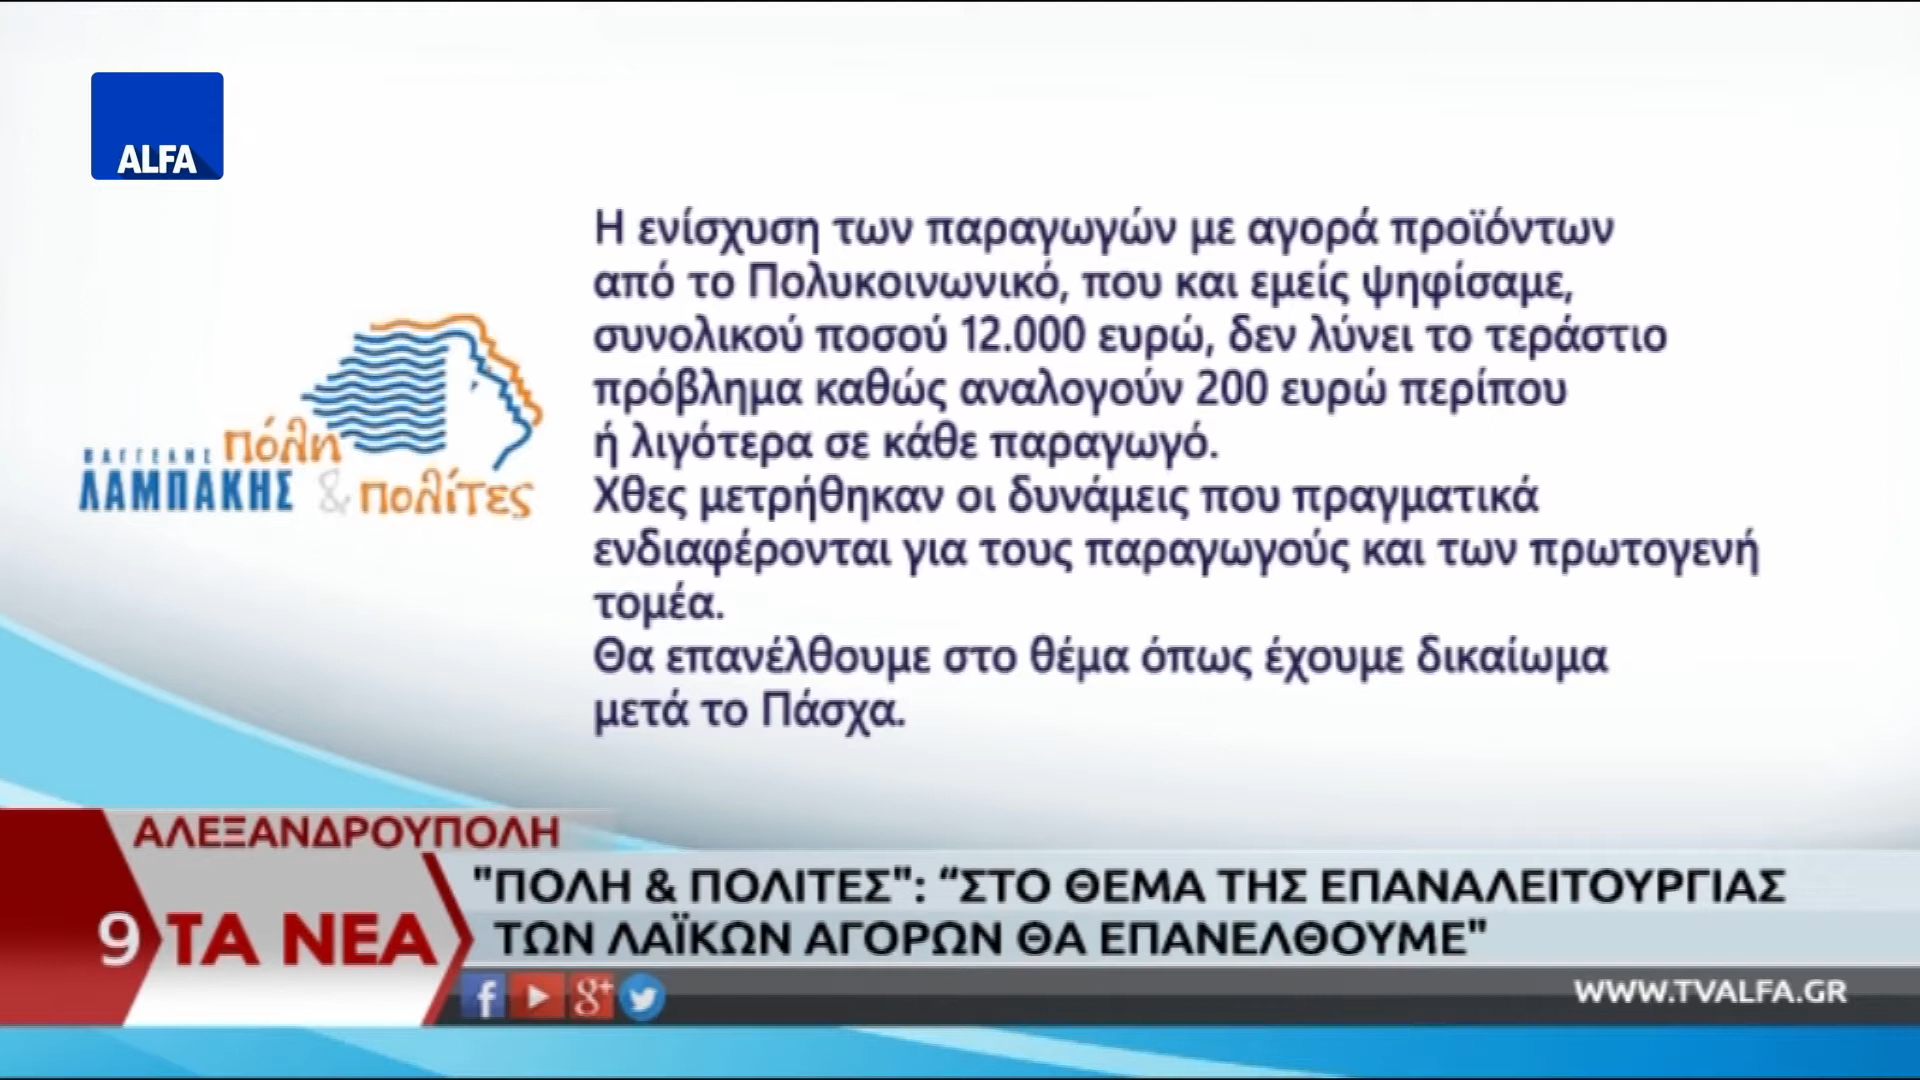 ALFA
Η ενίσχυση των παραγωγών με αγορά προϊόντων
από το Πολυκοινωνικό, που και εμείς ψηφίσαμε,
συνολικού ποσού 12.000 ευρώ, δεν λύνει το τεράστιο
πρόβλημα καθώς αναλογούν 200 ευρώ περίπου
ή λιγότερα σε κάθε παραγωγό.
Χθες μετρήθηκαν οι δυνάμεις που πραγματικά
ενδιαφέρονται για τους παραγωγούς και των πρωτογενή
τομέα.
Θα επανέλθουμε στο θέμα όπως έχουμε δικαίωμα
μετά το Πάσχα.
ΒΑΓΓΕΛΗΣ πόλη
ΛΑΜΠΑΚΗΣ & πολίτες
ΑΛΕΞΑΝΔΡΟΥΠΟΛΗ
"ΠΟΛΗ & ΠΟΛΙΤΕΣ": “ΣΤΟ ΘΕΜΑ ΤΗΣ ΕΠΑΝΑΛΕΙΤΟΥΡΓΙΑΣ
ΤΩΝ ΛΑΪΚΩΝ ΑΓΟΡΩΝ ΘΑ ΕΠΑΝΕΛΘΟΥΜΕ"
9 ΤΑ ΝΕΑ
f 8+
WWW.TVALFA.GR